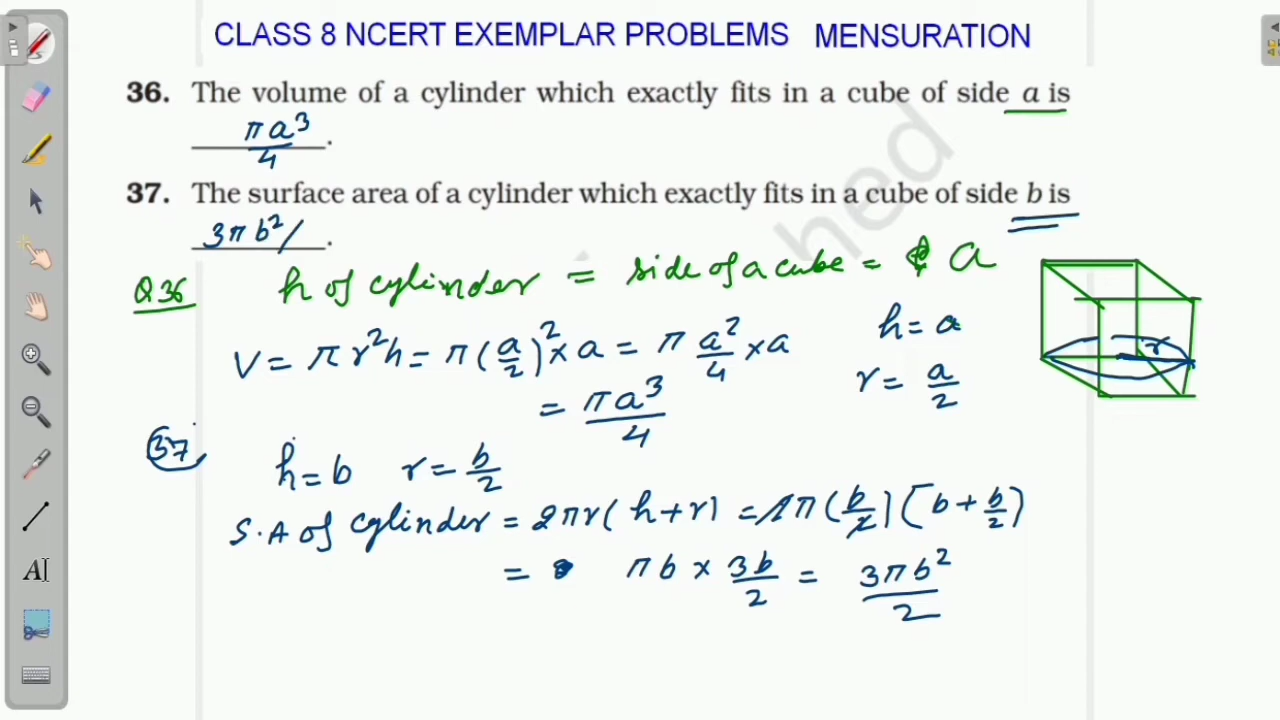 CLASS 8 NCERT EXEMPLAR PROBLEMS MENSURATION
36. The volume of a cylinder which exactly fits in a cube of side a is
πa³/4.
37. The surface area of a cylinder which exactly fits in a cube of side b is
3πb²/.
hed
Q36 h of cylinder = side of a cube = a
h = a
V = πr²h = π(a/2)² × a = π a²/4 × a
r = a/2
= πa³/4
37
h = b r = b/2
S.A of cylinder = 2πr(h+r) = 2π(b/2)(b + b/2)
= πb × 3b/2 = 3πb²/2
r
A